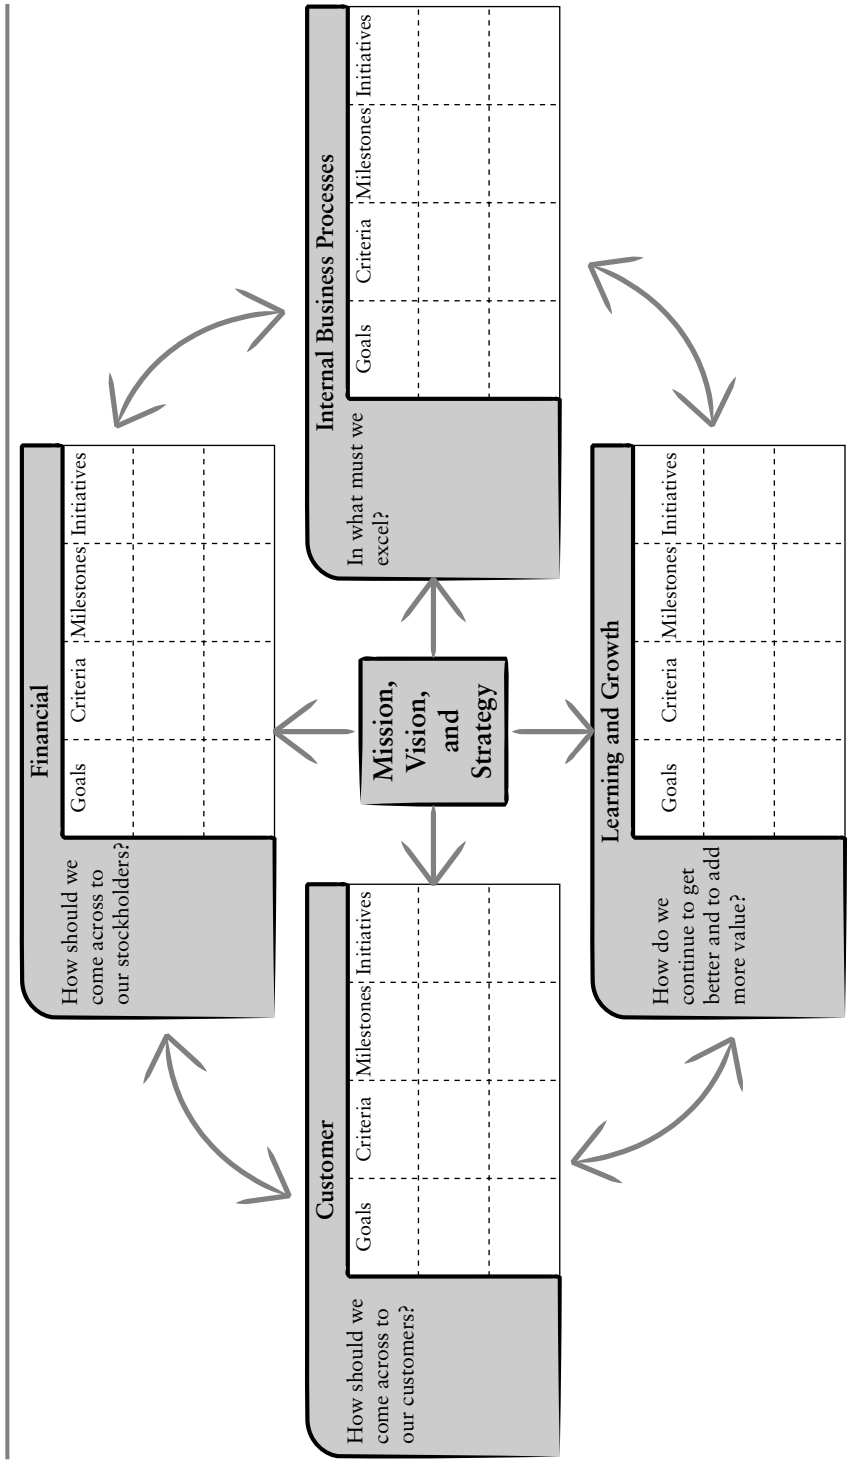 Financial
How should we
come across to
our stockholders?
Goals Criteria Milestones Initiatives
Customer
How should we
come across to
our customers?
Goals Criteria Milestones Initiatives
Mission,
Vision,
and
Strategy
Internal Business Processes
In what must we
excel?
Goals Criteria Milestones Initiatives
Learning and Growth
How do we
continue to get
better and to add
more value?
Goals Criteria Milestones Initiatives